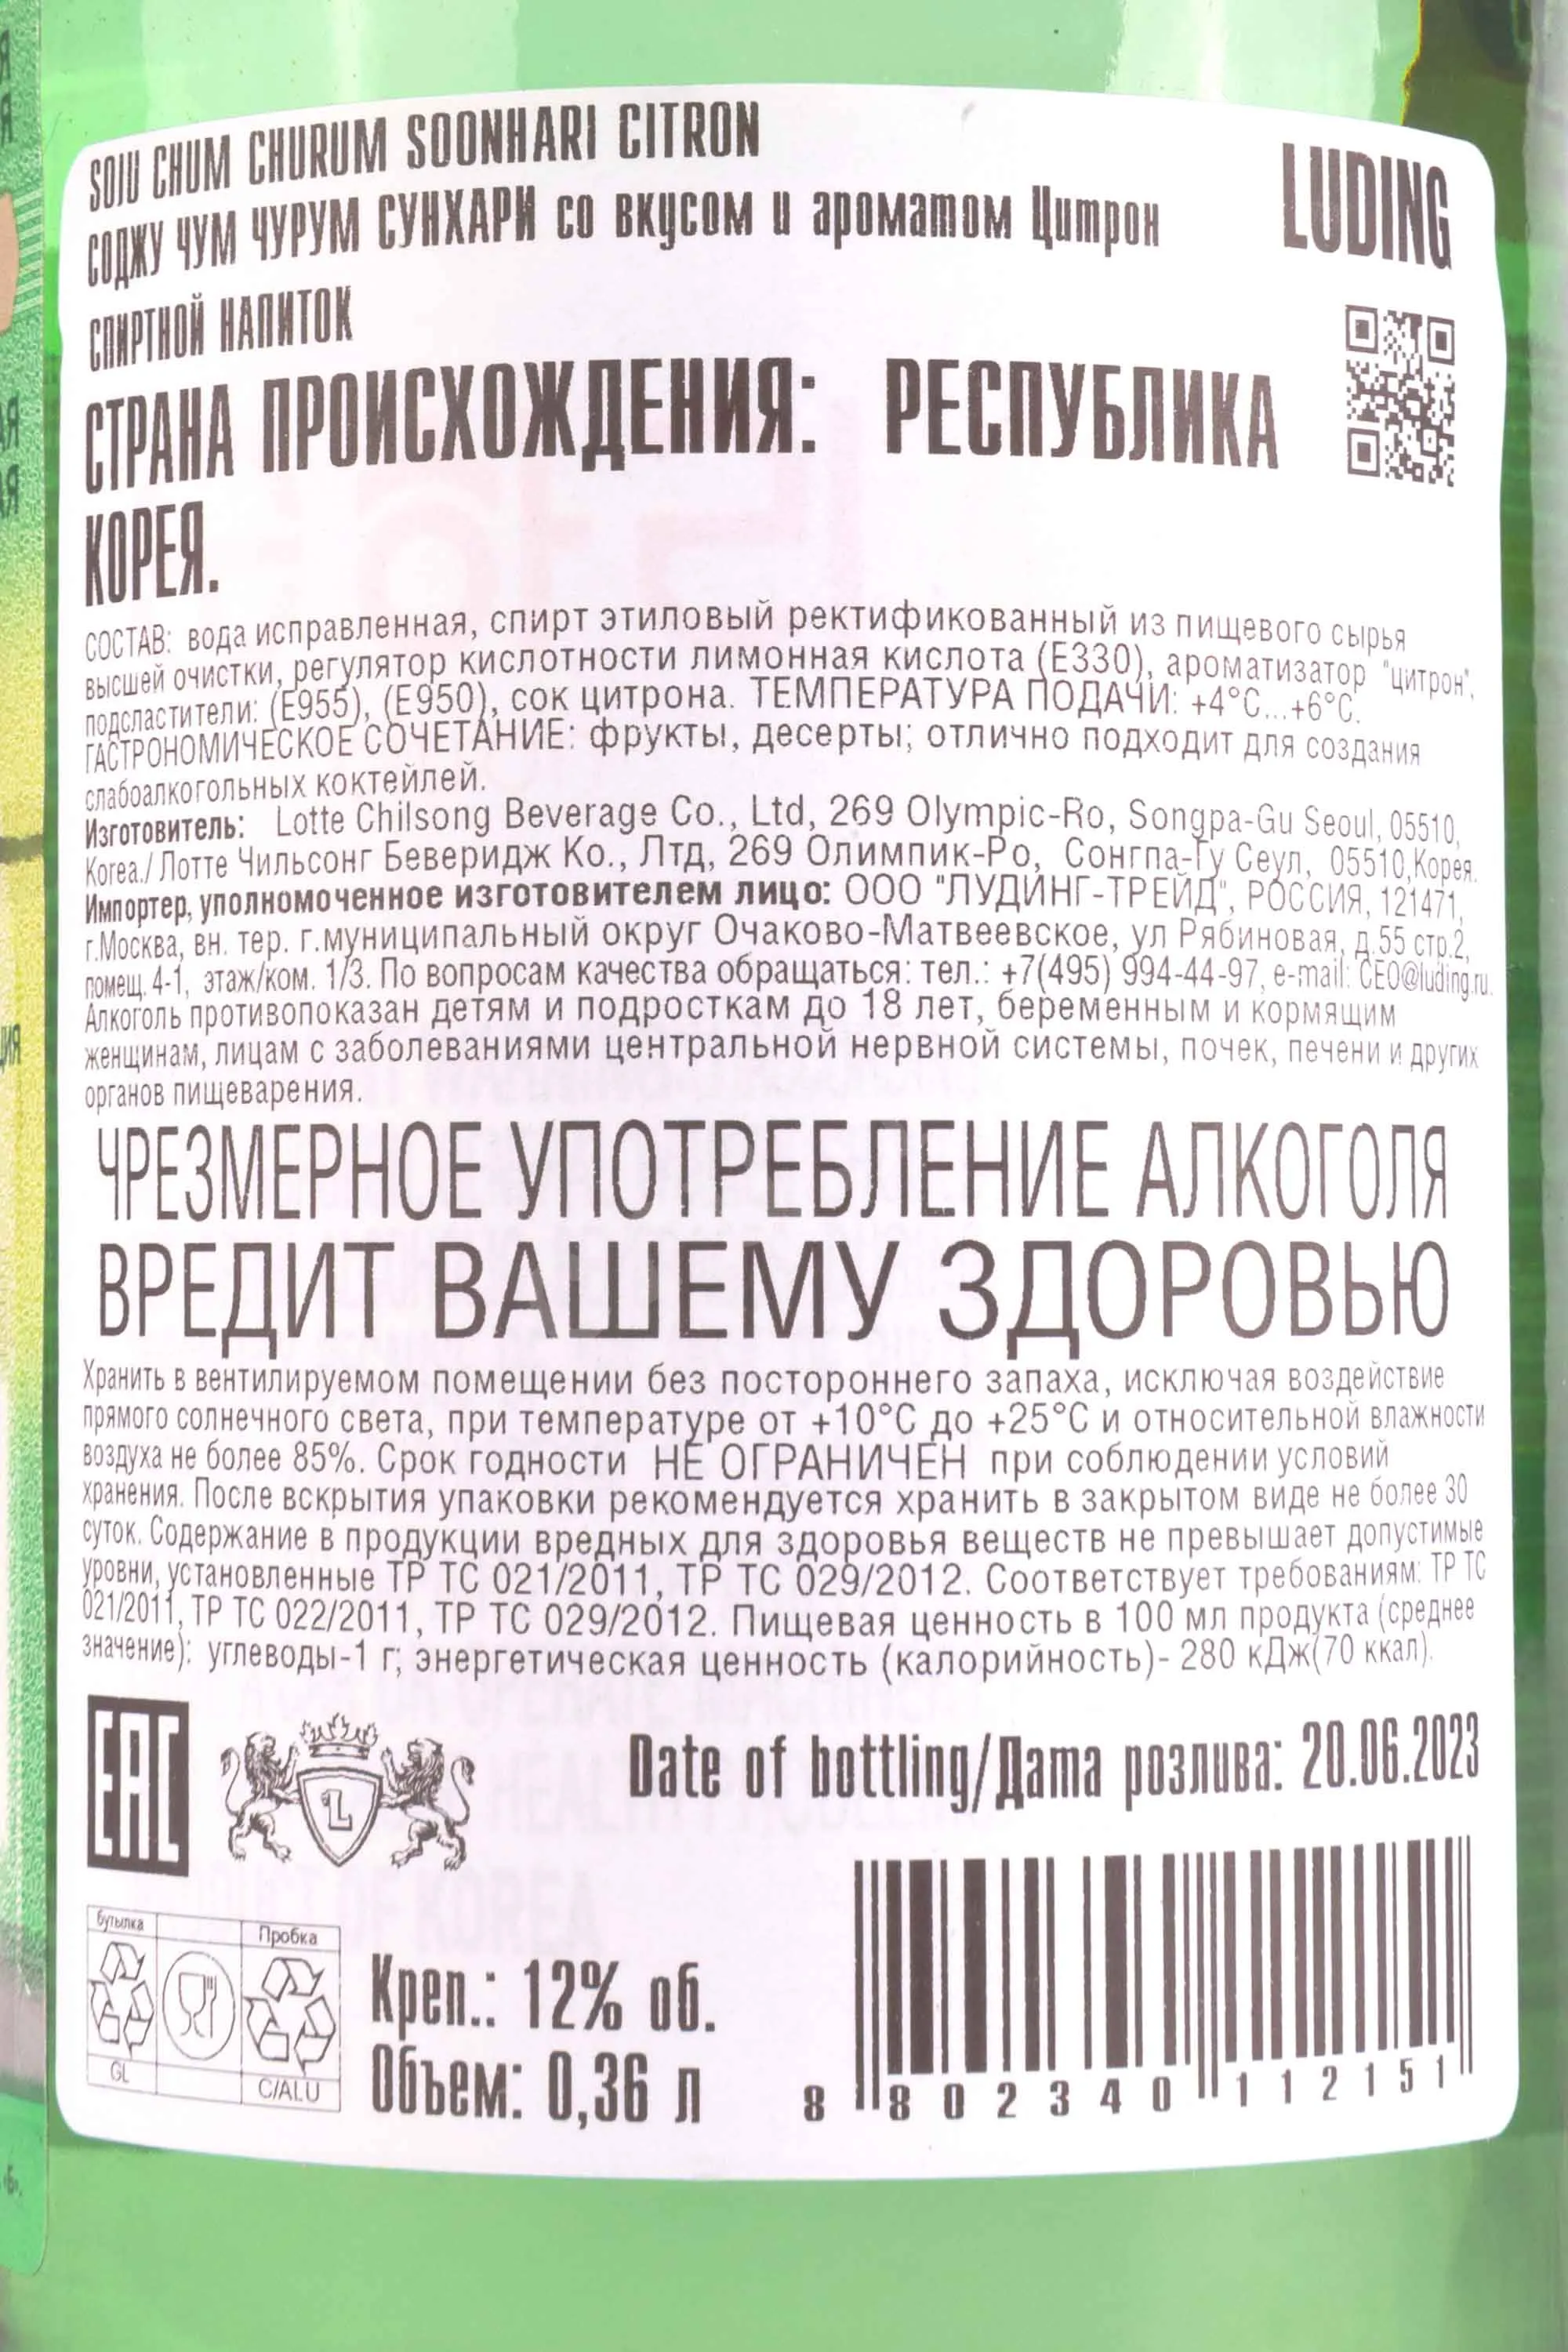 SOJU CHUM CHURUM SOONHARI CITRON
LUDING
СОДЖУ ЧУМ ЧУРУМ СУНХАРИ со вкусом и ароматом Цитрон
СПИРТНОЙ НАПИТОК
СТРАНА ПРОИСХОЖДЕНИЯ: РЕСПУБЛИКА
КОРЕЯ.
СОСТАВ: вода исправленная, спирт этиловый ректификованный из пищевого сырья
высшей очистки, регулятор кислотности лимонная кислота (Е330), ароматизатор "цитрон",
подсластители: (Е955), (Е950), сок цитрона. ТЕМПЕРАТУРА ПОДАЧИ: +4°С...+6°С.
ГАСТРОНОМИЧЕСКОЕ СОЧЕТАНИЕ: фрукты, десерты; отлично подходит для создания
слабоалкогольных коктейлей.
Изготовитель: Lotte Chilsong Beverage Co., Ltd, 269 Olympic-Ro, Songpa-Gu Seoul, 05510,
Korea./ Лотте Чильсонг Беверидж Ко., Лтд, 269 Олимпик-Ро, Сонгпа-Гу Сеул, 05510,Корея.
Импортер, уполномоченное изготовителем лицо: ООО "ЛУДИНГ-ТРЕЙД", РОССИЯ, 121471,
г.Москва, вн. тер. г.муниципальный округ Очаково-Матвеевское, ул Рябиновая, д.55 стр.2,
помещ. 4-1, этаж/ком. 1/3. По вопросам качества обращаться: тел.: +7(495) 994-44-97, e-mail: CEO@luding.ru.
Алкоголь противопоказан детям и подросткам до 18 лет, беременным и кормящим
женщинам, лицам с заболеваниями центральной нервной системы, почек, печени и других
органов пищеварения.
ЧРЕЗМЕРНОЕ УПОТРЕБЛЕНИЕ АЛКОГОЛЯ
ВРЕДИТ ВАШЕМУ ЗДОРОВЬЮ
Хранить в вентилируемом помещении без постороннего запаха, исключая воздействие
прямого солнечного света, при температуре от +10°С до +25°С и относительной влажности
воздуха не более 85%. Срок годности НЕ ОГРАНИЧЕН при соблюдении условий
хранения. После вскрытия упаковки рекомендуется хранить в закрытом виде не более 30
суток. Содержание в продукции вредных для здоровья веществ не превышает допустимые
уровни, установленные ТР ТС 021/2011, ТР ТС 029/2012. Соответствует требованиям: ТР ТС
021/2011, ТР ТС 022/2011, ТР ТС 029/2012. Пищевая ценность в 100 мл продукта (среднее
значение): углеводы-1 г; энергетическая ценность (калорийность)- 280 кДж(70 ккал).
EAC
L
Date of bottling/Дата розлива: 20.06.2023
бутылка
Пробка
GL
C/ALU
Креп.: 12% об.
Объем: 0,36 л
8 802340 112151